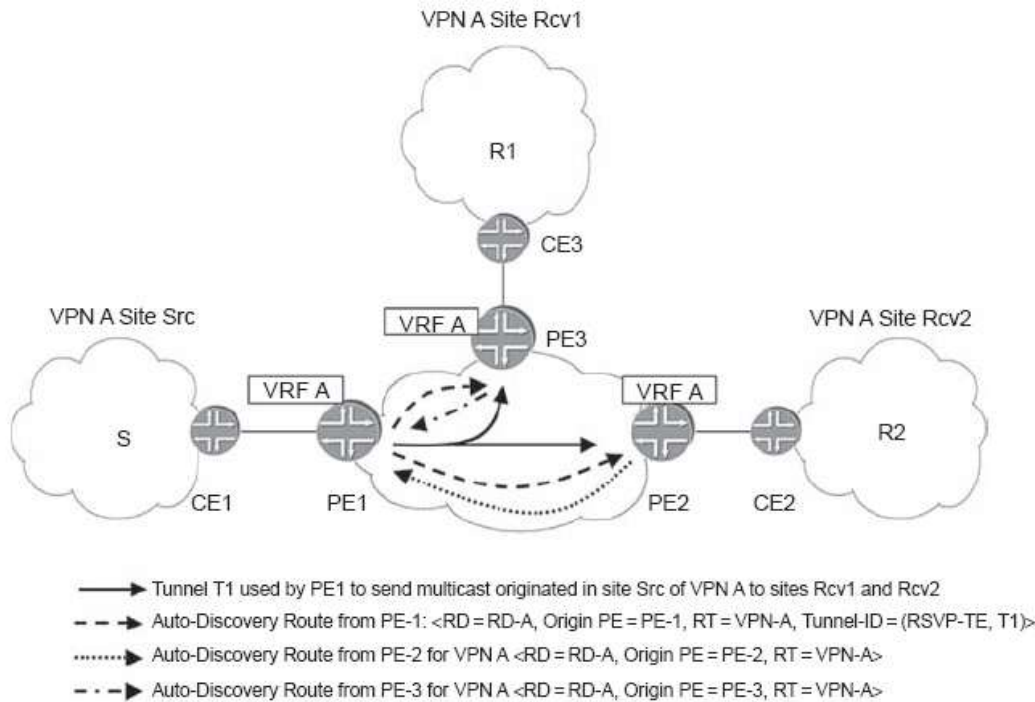 VPN A Site Rcv1
R1
CE3
VRF A
PE3
VPN A Site Src
VPN A Site Rcv2
VRF A
VRF A
S
R2
CE1
PE1
PE2
CE2
Tunnel T1 used by PE1 to send multicast originated in site Src of VPN A to sites Rcv1 and Rcv2
Auto-Discovery Route from PE-1: <RD = RD-A, Origin PE = PE-1, RT = VPN-A, Tunnel-ID = (RSVP-TE, T1)>
Auto-Discovery Route from PE-2 for VPN A <RD = RD-A, Origin PE = PE-2, RT = VPN-A>
Auto-Discovery Route from PE-3 for VPN A <RD = RD-A, Origin PE = PE-3, RT = VPN-A>